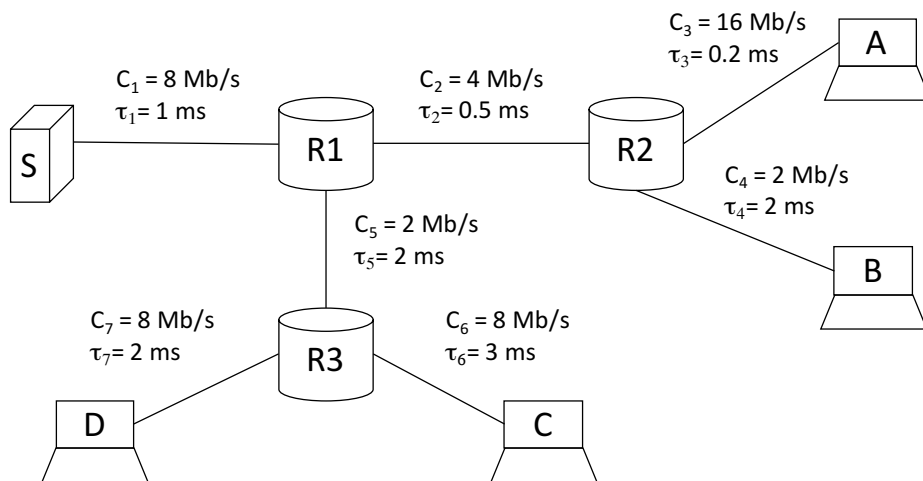 C₃ = 16 Mb/s
τ₃= 0.2 ms
A
C₁ = 8 Mb/s
τ₁= 1 ms
C₂ = 4 Mb/s
τ₂= 0.5 ms
S
R1
R2
C₄ = 2 Mb/s
τ₄= 2 ms
C₅ = 2 Mb/s
τ₅= 2 ms
B
C₇ = 8 Mb/s
τ₇= 2 ms
C₆ = 8 Mb/s
τ₆= 3 ms
R3
D
C